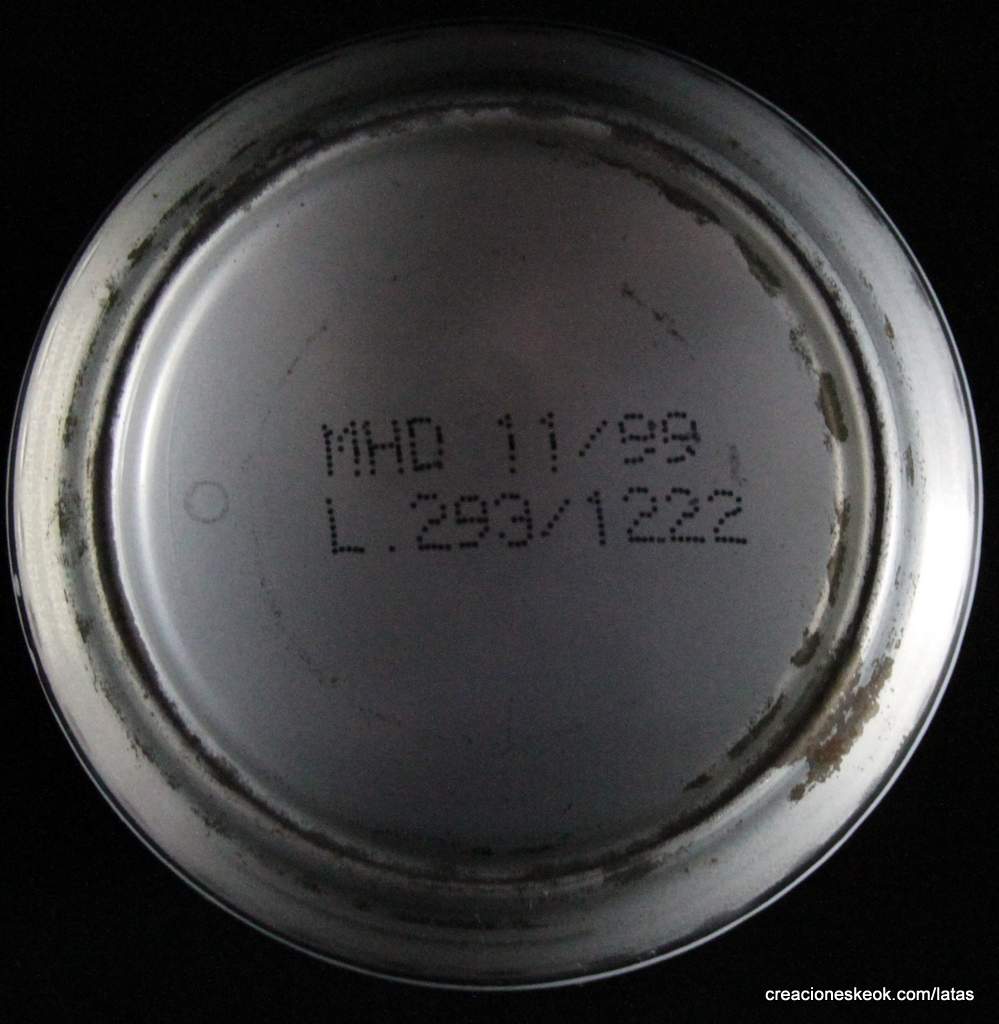 MHD 11/99
L.293/1222
creacioneskeok.com/latas